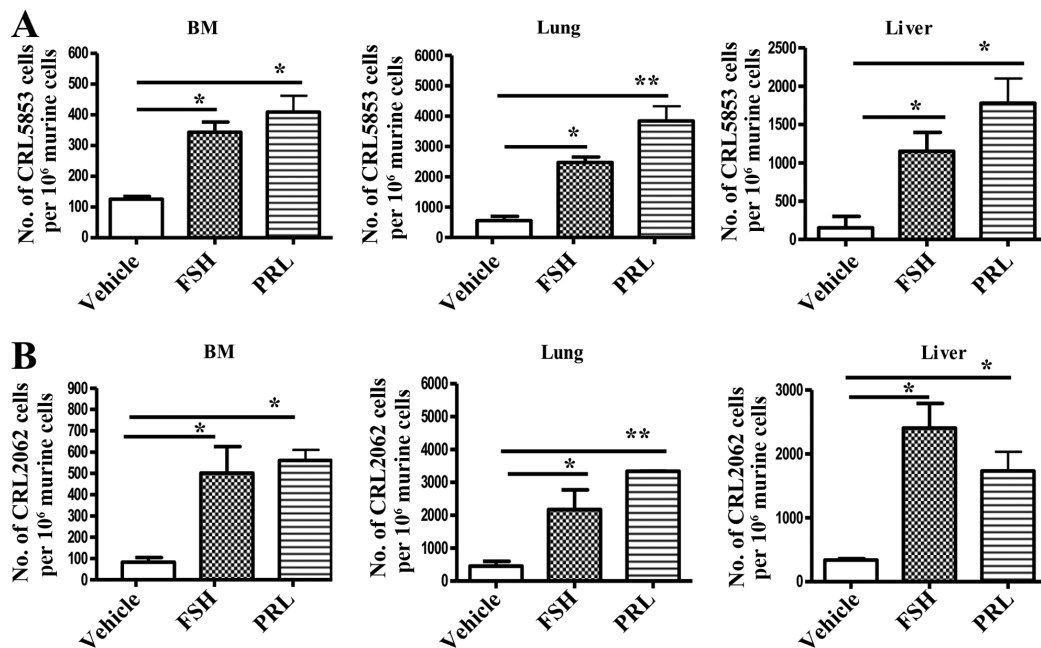 A
BM
No. of CRL5853 cells
per 10⁶ murine cells
600
500
400
300
200
100
0
*
*
Vehicle
FSH
PRL
Lung
No. of CRL5853 cells
per 10⁶ murine cells
6000
5000
4000
3000
2000
1000
0
**
*
Vehicle
FSH
PRL
Liver
No. of CRL5853 cells
per 10⁶ murine cells
2500
2000
1500
1000
500
0
*
*
Vehicle
FSH
PRL
B
BM
No. of CRL2062 cells
per 10⁶ murine cells
900
800
700
600
500
400
300
200
100
0
*
*
Vehicle
FSH
PRL
Lung
No. of CRL2062 cells
per 10⁶ murine cells
6000
5000
4000
3000
2000
1000
0
**
*
Vehicle
FSH
PRL
Liver
No. of CRL2062 cells
per 10⁶ murine cells
3000
2000
1000
0
*
*
Vehicle
FSH
PRL